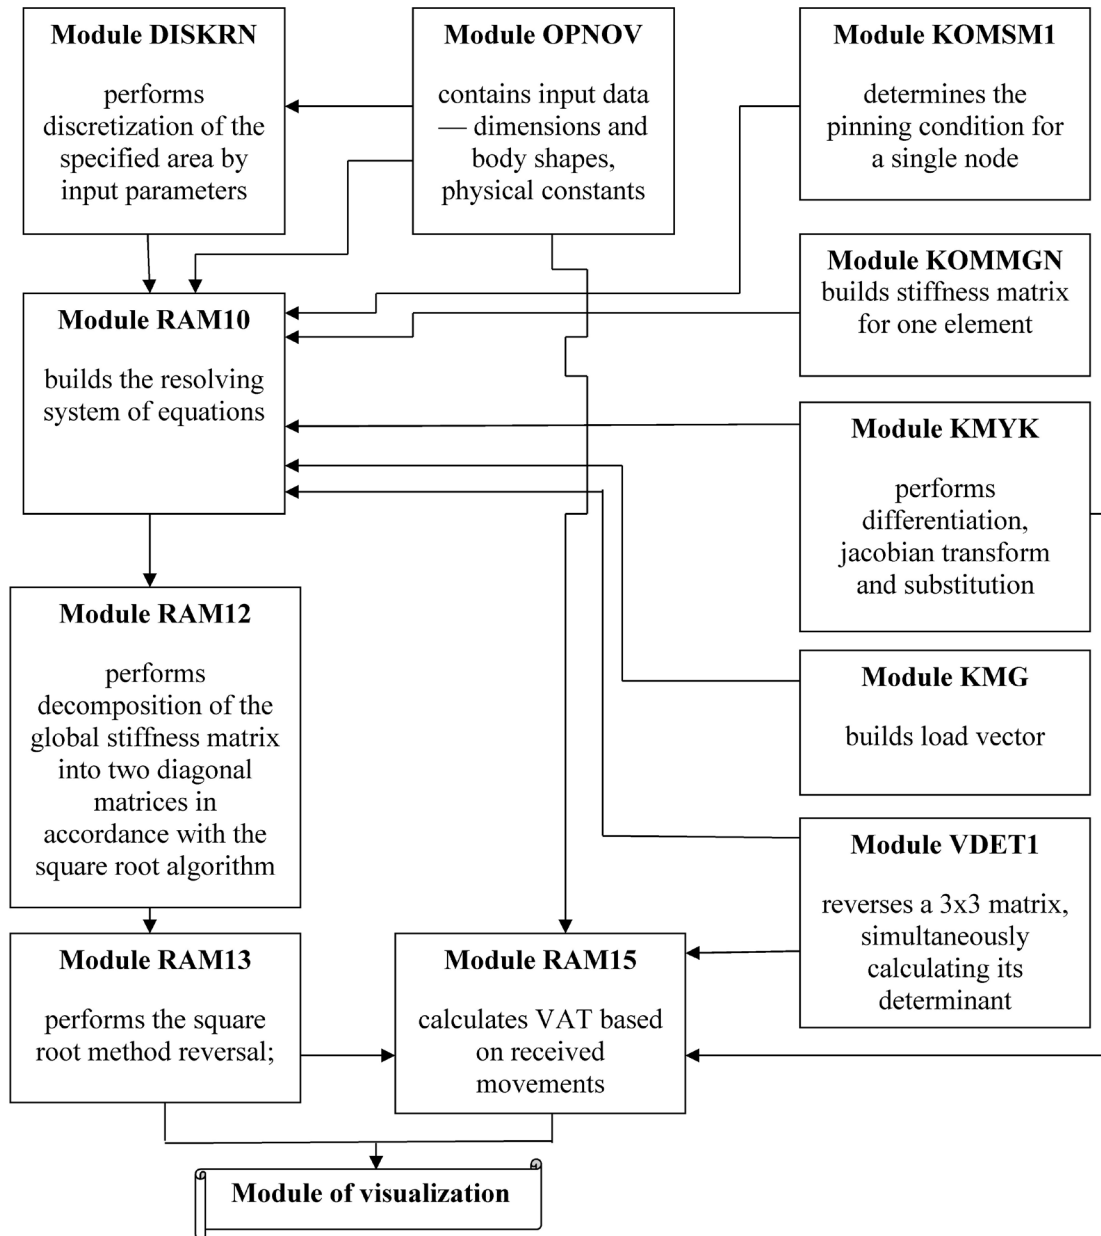 Module DISKRN
performs
discretization of the
specified area by
input parameters
Module OPNOV
contains input data
— dimensions and
body shapes,
physical constants
Module KOMSM1
determines the
pinning condition for
a single node
Module KOMMGN
builds stiffness matrix
for one element
Module RAM10
builds the resolving
system of equations
Module KMYK
performs
differentiation,
jacobian transform
and substitution
Module RAM12
performs
decomposition of the
global stiffness matrix
into two diagonal
matrices in
accordance with the
square root algorithm
Module KMG
builds load vector
Module VDET1
reverses a 3x3 matrix,
simultaneously
calculating its
determinant
Module RAM13
performs the square
root method reversal;
Module RAM15
calculates VAT based
on received
movements
Module of visualization